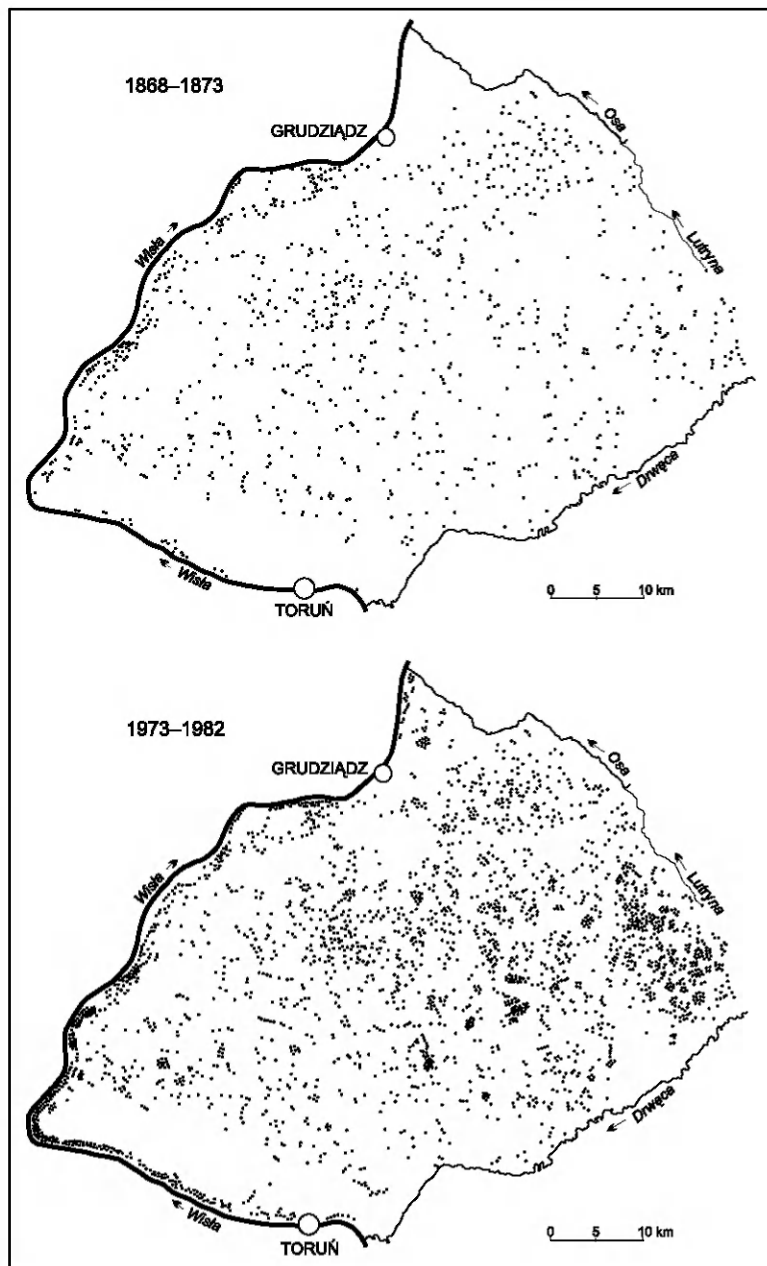 1868–1873
GRUDZIĄDZ
Osa
Wisła
Lutryna
Drwęca
Wisła
0 5 10 km
TORUŃ
1973–1982
GRUDZIĄDZ
Osa
Wisła
Lutryna
Drwęca
Wisła
0 5 10 km
TORUŃ